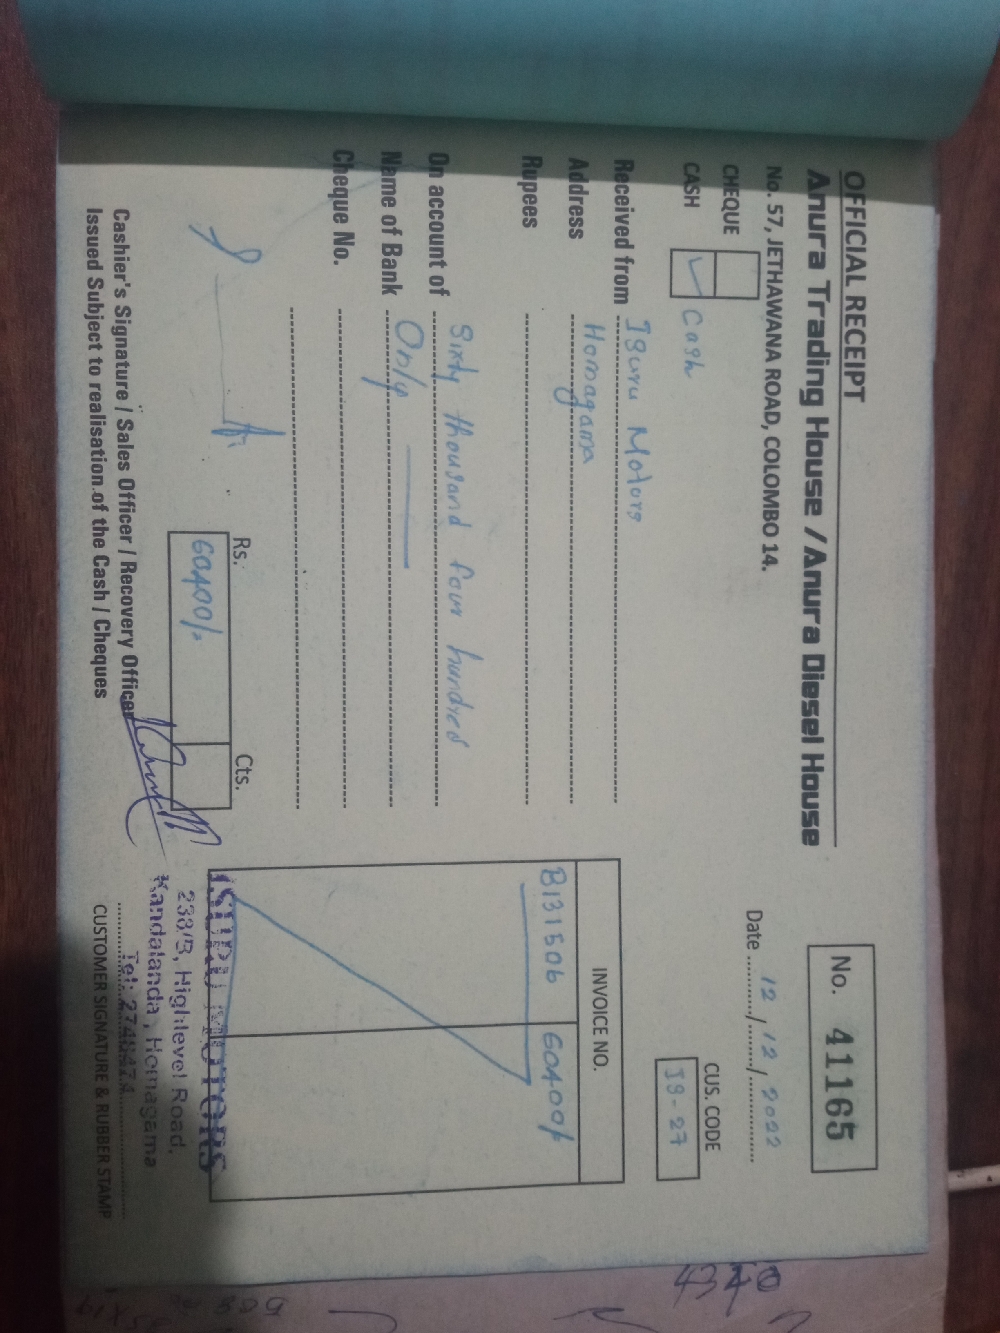 OFFICIAL RECEIPT
Anura Trading House / Anura Diesel House
No. 57, JETHAWANA ROAD, COLOMBO 14.
No. 41165
Date 12/12/2022
CHEQUE
CASH ✓ Cash
CUS. CODE
IS-27
Received from Isuru Motors
Address Homagama
Rupees
Sixty thousand four hundred
On account of
Only
Name of Bank
Cheque No.
INVOICE NO.
B131506 60400/-
Rs. Cts.
60400/-
ISURU MOTORS
238/B, Highlevel Road,
Kandalanda, Homagama
Tel:
Cashier's Signature / Sales Officer / Recovery Officer
Issued Subject to realisation of the Cash / Cheques
CUSTOMER SIGNATURE & RUBBER STAMP